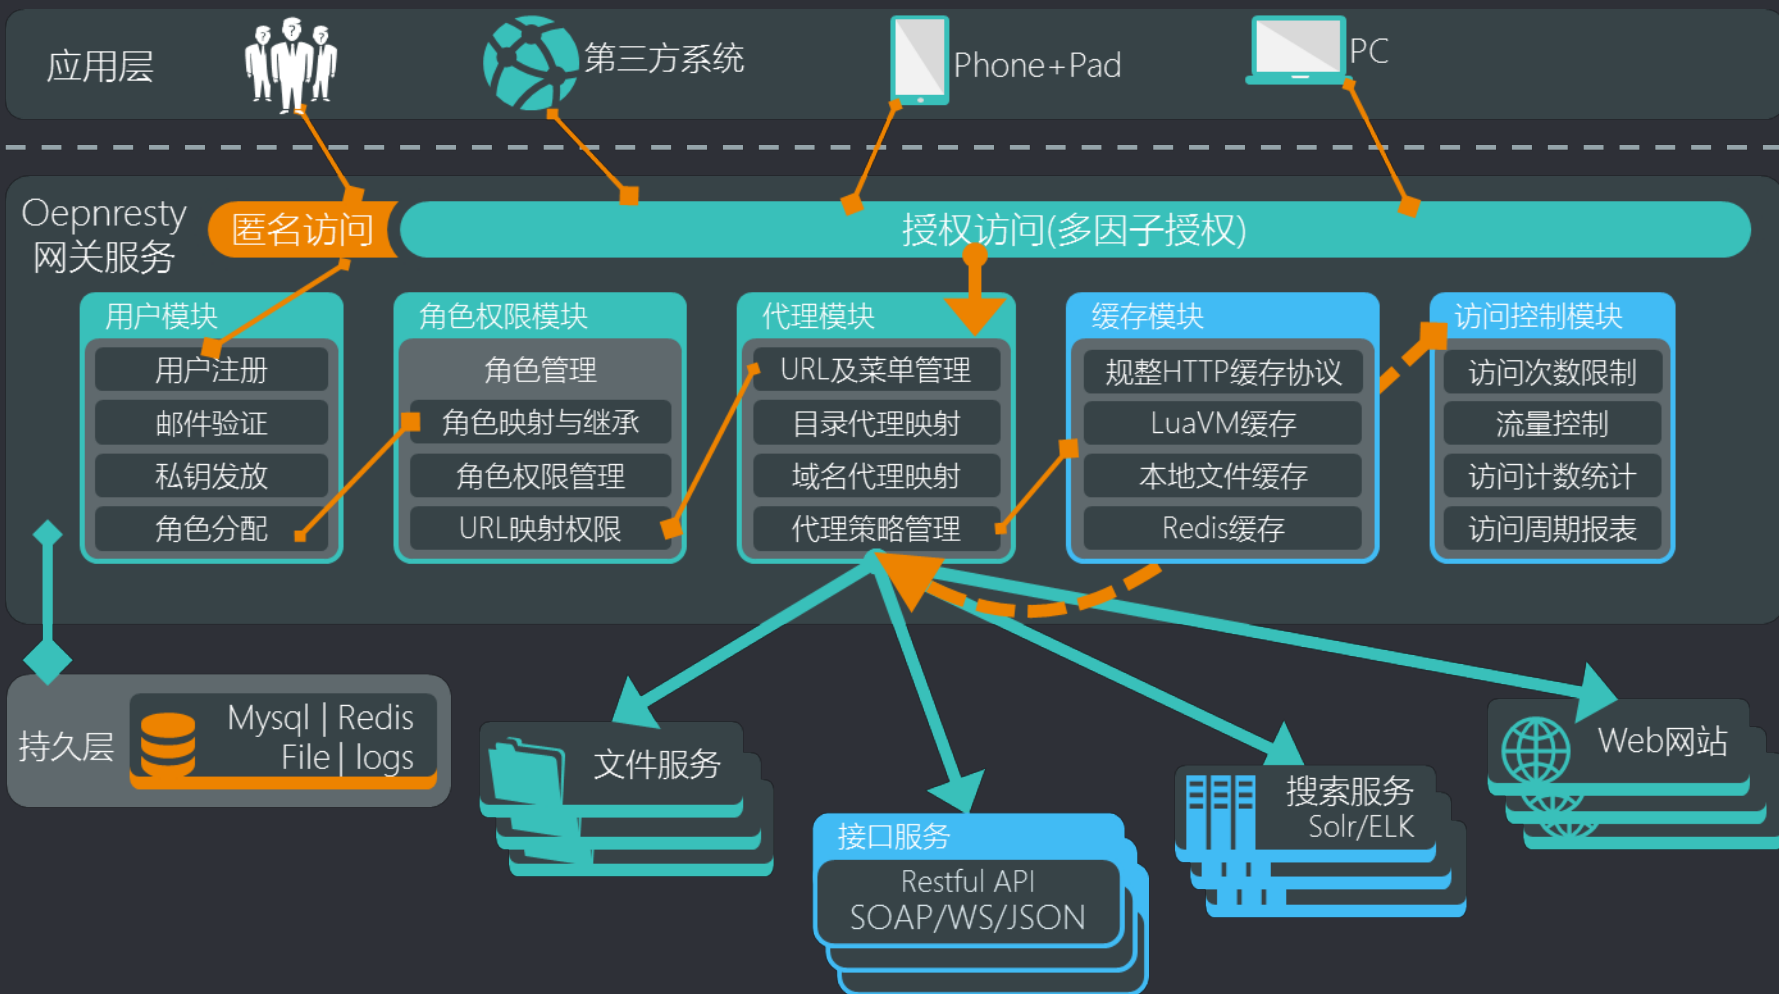 应用层
第三方系统
Phone+Pad
PC
Oepnresty
网关服务
匿名访问
授权访问(多因子授权)
用户模块
用户注册
邮件验证
私钥发放
角色分配
角色权限模块
角色管理
角色映射与继承
角色权限管理
URL映射权限
代理模块
URL及菜单管理
目录代理映射
域名代理映射
代理策略管理
缓存模块
规整HTTP缓存协议
LuaVM缓存
本地文件缓存
Redis缓存
访问控制模块
访问次数限制
流量控制
访问计数统计
访问周期报表
持久层
Mysql | Redis
File | logs
文件服务
接口服务
Restful API
SOAP/WS/JSON
搜索服务
Solr/ELK
Web网站